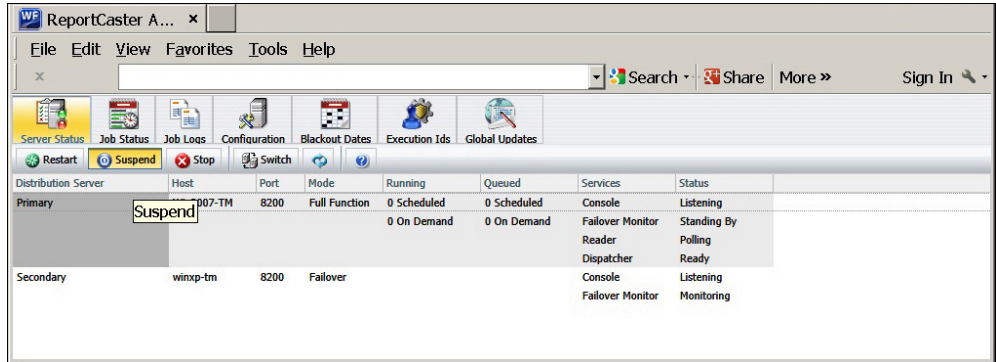 WF ReportCaster A... ×
File Edit View Favorites Tools Help
x Search Share More » Sign In
Server Status Job Status Job Logs Configuration Blackout Dates Execution Ids Global Updates
Restart Suspend Stop Switch
Distribution Server Host Port Mode Running Queued Services Status
Primary 8200 Full Function 0 Scheduled 0 Scheduled Console Listening
Suspend
0 On Demand 0 On Demand Failover Monitor Standing By
Reader Polling
Dispatcher Ready
Secondary winxp-tm 8200 Failover Console Listening
Failover Monitor Monitoring